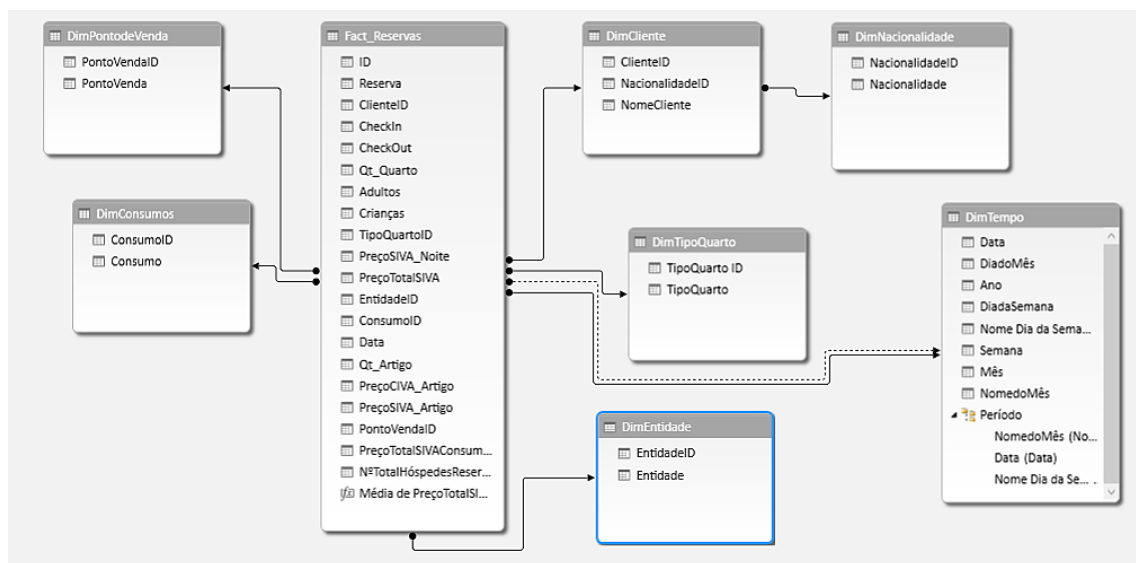 DimPontodeVenda
PontoVendaID
PontoVenda
DimConsumos
ConsumoID
Consumo
Fact_Reservas
ID
Reserva
ClienteID
CheckIn
CheckOut
Qt_Quarto
Adultos
Crianças
TipoQuartoID
PreçoSIVA_Noite
PreçoTotalSIVA
EntidadeID
ConsumoID
Data
Qt_Artigo
PreçoCIVA_Artigo
PreçoSIVA_Artigo
PontoVendaID
PreçoTotalSIVAConsum...
NºTotalHóspedesReser...
Média de PreçoTotalSI...
DimCliente
ClienteID
NacionalidadeID
NomeCliente
DimNacionalidade
NacionalidadeID
Nacionalidade
DimTipoQuarto
TipoQuarto ID
TipoQuarto
DimEntidade
EntidadeID
Entidade
DimTempo
Data
DiadoMês
Ano
DiadaSemana
Nome Dia da Sema...
Semana
Mês
NomedoMês
Período
NomedoMês (No...
Data (Data)
Nome Dia da Se...